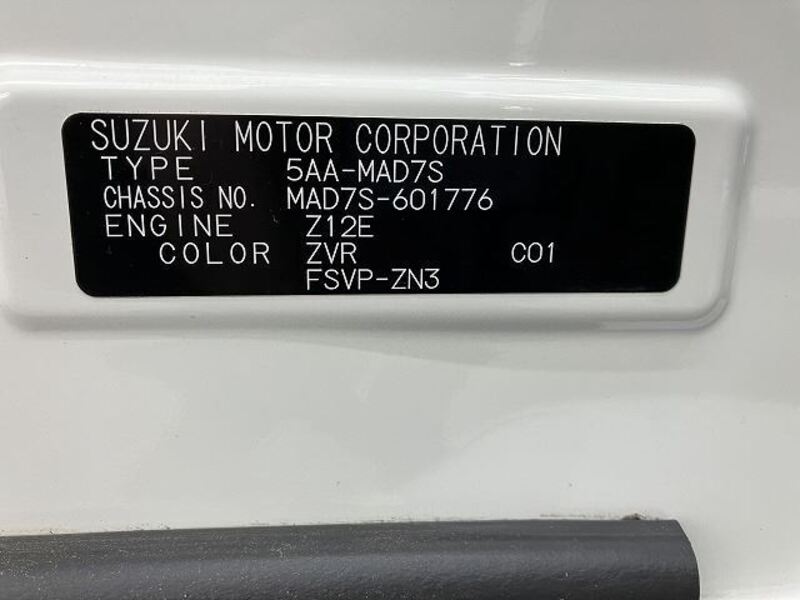 SUZUKI MOTOR CORPORATION
TYPE 5AA-MAD7S
CHASSIS NO. MAD7S-601776
ENGINE Z12E
COLOR ZVR C01
FSVP-ZN3